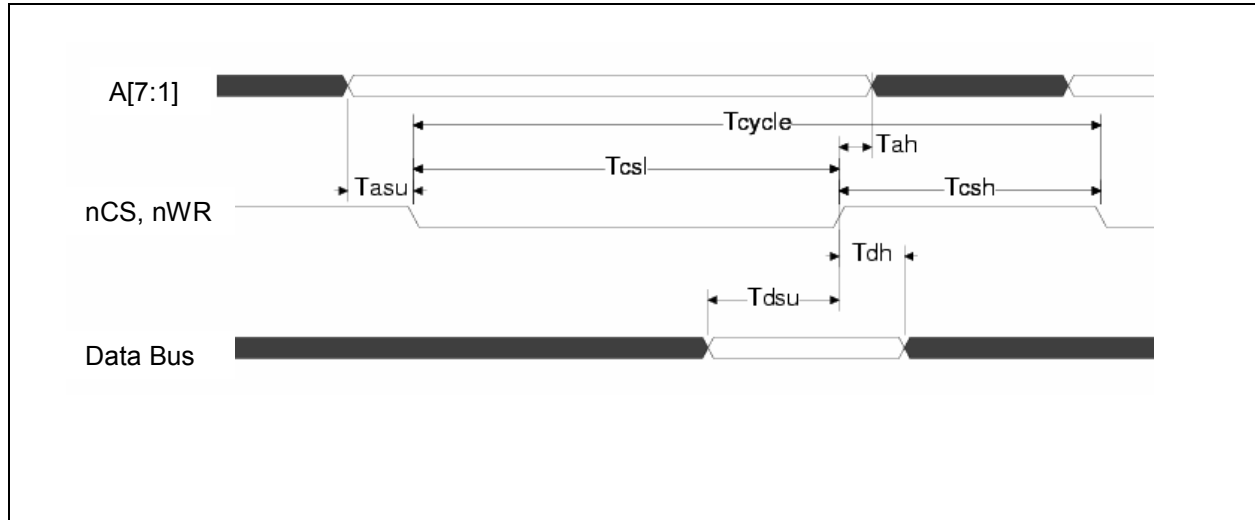 A[7:1]
Tcycle
Tah
Tcsl
Tasu
Tcsh
nCS, nWR
Tdh
Tdsu
Data Bus